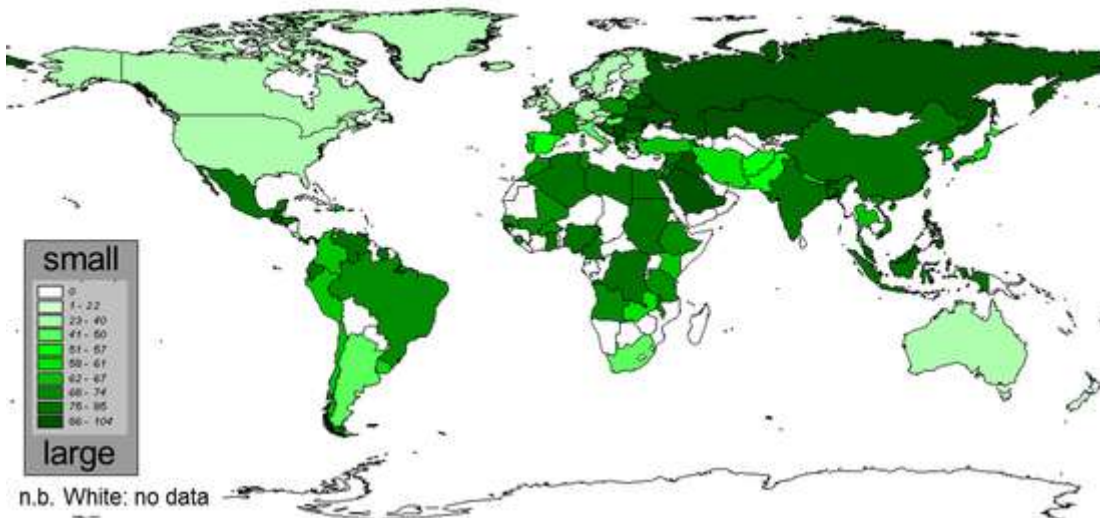 small
0
1 - 22
23 - 40
41 - 50
51 - 57
58 - 61
62 - 67
68 - 74
75 - 85
86 - 104
large
n.b. White: no data